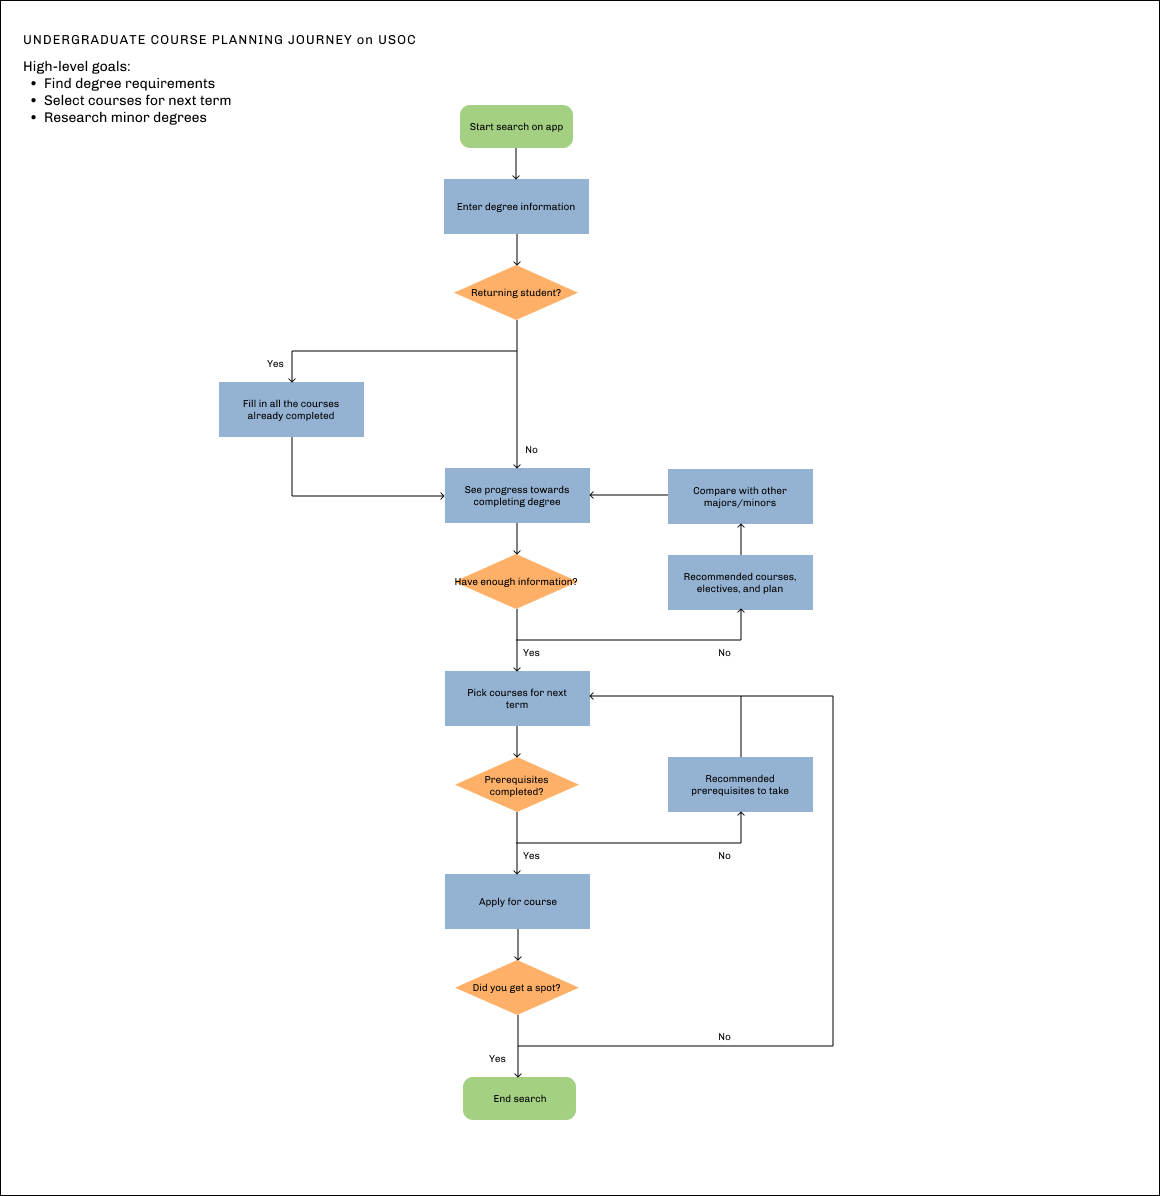 UNDERGRADUATE COURSE PLANNING JOURNEY on USOC
High-level goals:
• Find degree requirements
• Select courses for next term
• Research minor degrees
Start search on app
Enter degree information
Returning student?
Yes
Fill in all the courses
already completed
No
See progress towards
completing degree
Compare with other
majors/minors
Have enough information?
Recommended courses,
electives, and plan
Yes
No
Pick courses for next
term
Prerequisites
completed?
Recommended
prerequisites to take
Yes
No
Apply for course
Did you get a spot?
No
Yes
End search